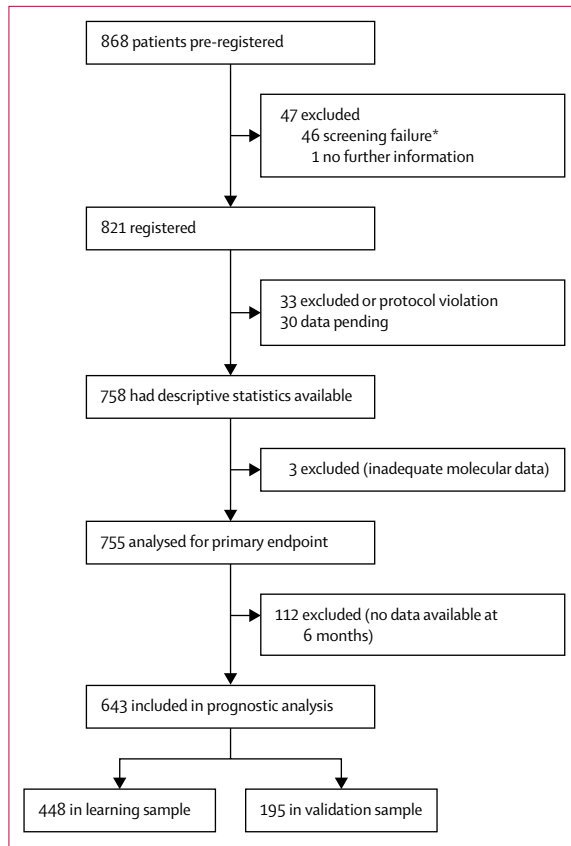 868 patients pre-registered
47 excluded
46 screening failure*
1 no further information
821 registered
33 excluded or protocol violation
30 data pending
758 had descriptive statistics available
3 excluded (inadequate molecular data)
755 analysed for primary endpoint
112 excluded (no data available at
6 months)
643 included in prognostic analysis
448 in learning sample
195 in validation sample